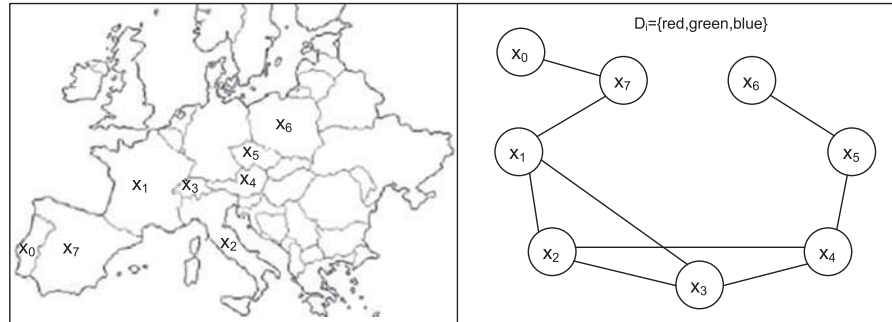 x₆
x₅
x₁
x₃
x₄
x₂
x₀
x₇
Dᵢ={red,green,blue}
x₀
x₇
x₆
x₁
x₅
x₂
x₄
x₃